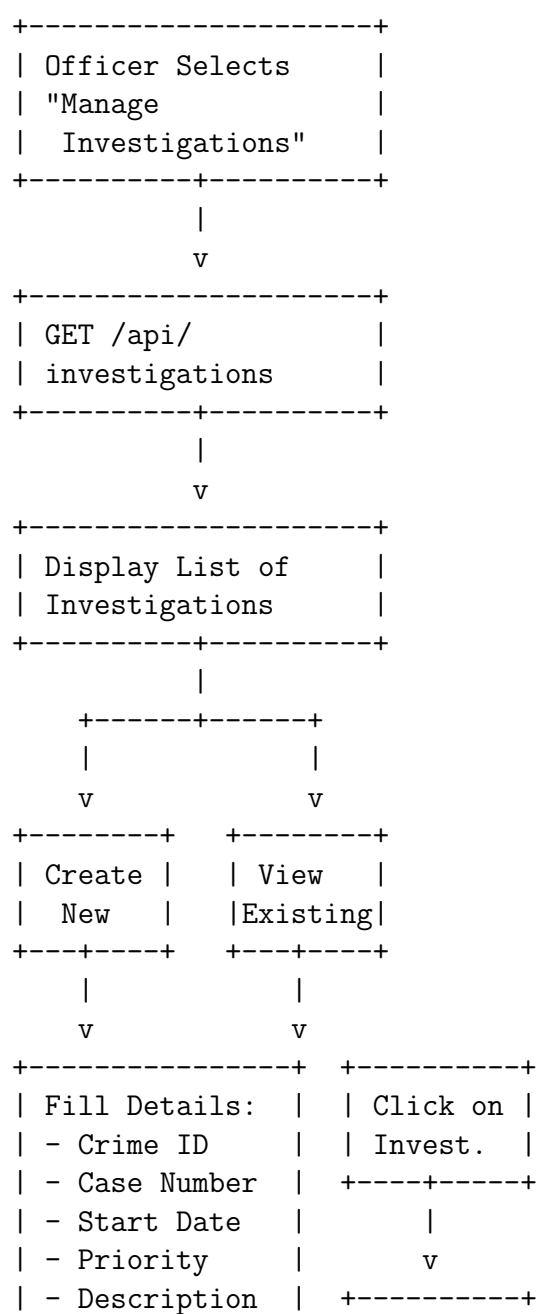 +---------------------+
| Officer Selects     |
| "Manage             |
|  Investigations"    |
+----------+----------+
           |
           v
+---------------------+
| GET /api/           |
| investigations      |
+----------+----------+
           |
           v
+---------------------+
| Display List of     |
| Investigations      |
+----------+----------+
           |
    +------+------+
    |             |
    v             v
+--------+   +--------+
| Create |   | View   |
|  New   |   |Existing|
+---+----+   +---+----+
    |            |
    v            v
+----------------+  +----------+
| Fill Details:  |  | Click on |
| - Crime ID     |  | Invest.  |
| - Case Number  |  +----+-----+
| - Start Date   |       |
| - Priority     |       v
| - Description  |  +----------+